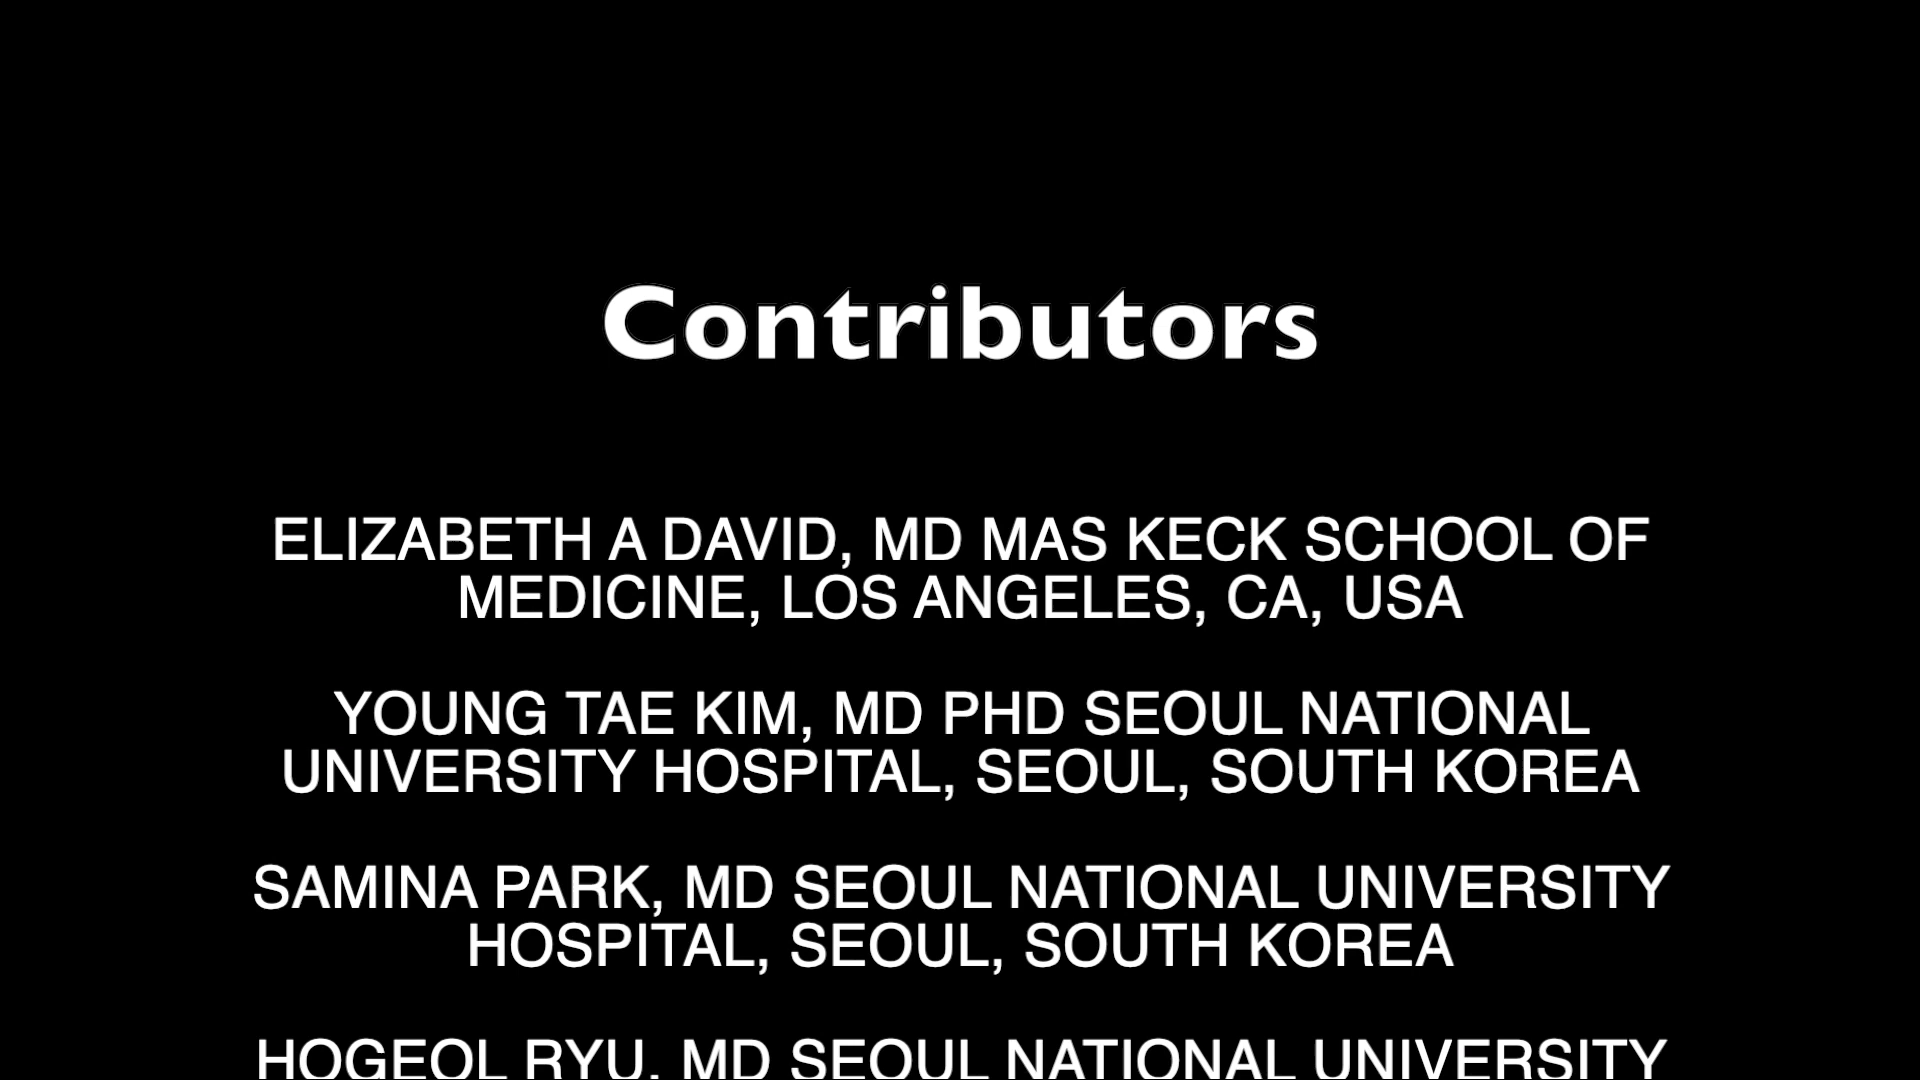 Contributors
ELIZABETH A DAVID, MD MAS KECK SCHOOL OF
MEDICINE, LOS ANGELES, CA, USA
YOUNG TAE KIM, MD PHD SEOUL NATIONAL
UNIVERSITY HOSPITAL, SEOUL, SOUTH KOREA
SAMINA PARK, MD SEOUL NATIONAL UNIVERSITY
HOSPITAL, SEOUL, SOUTH KOREA
HOGEOL RYU, MD SEOUL NATIONAL UNIVERSITY